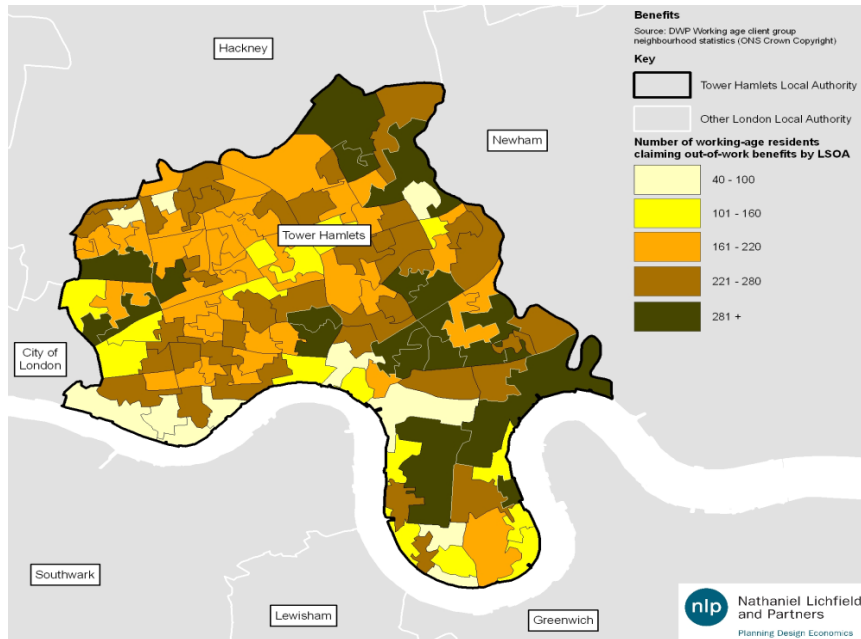 Benefits
Source: DWP Working age client group
neighbourhood statistics (ONS Crown Copyright)
Key
Tower Hamlets Local Authority
Other London Local Authority
Number of working-age residents
claiming out-of-work benefits by LSOA
40 - 100
101 - 160
161 - 220
221 - 280
281 +
Hackney
Newham
Tower Hamlets
City of
London
Southwark
Lewisham
Greenwich
nlp
Nathaniel Lichfield
and Partners
Planning Design Economics